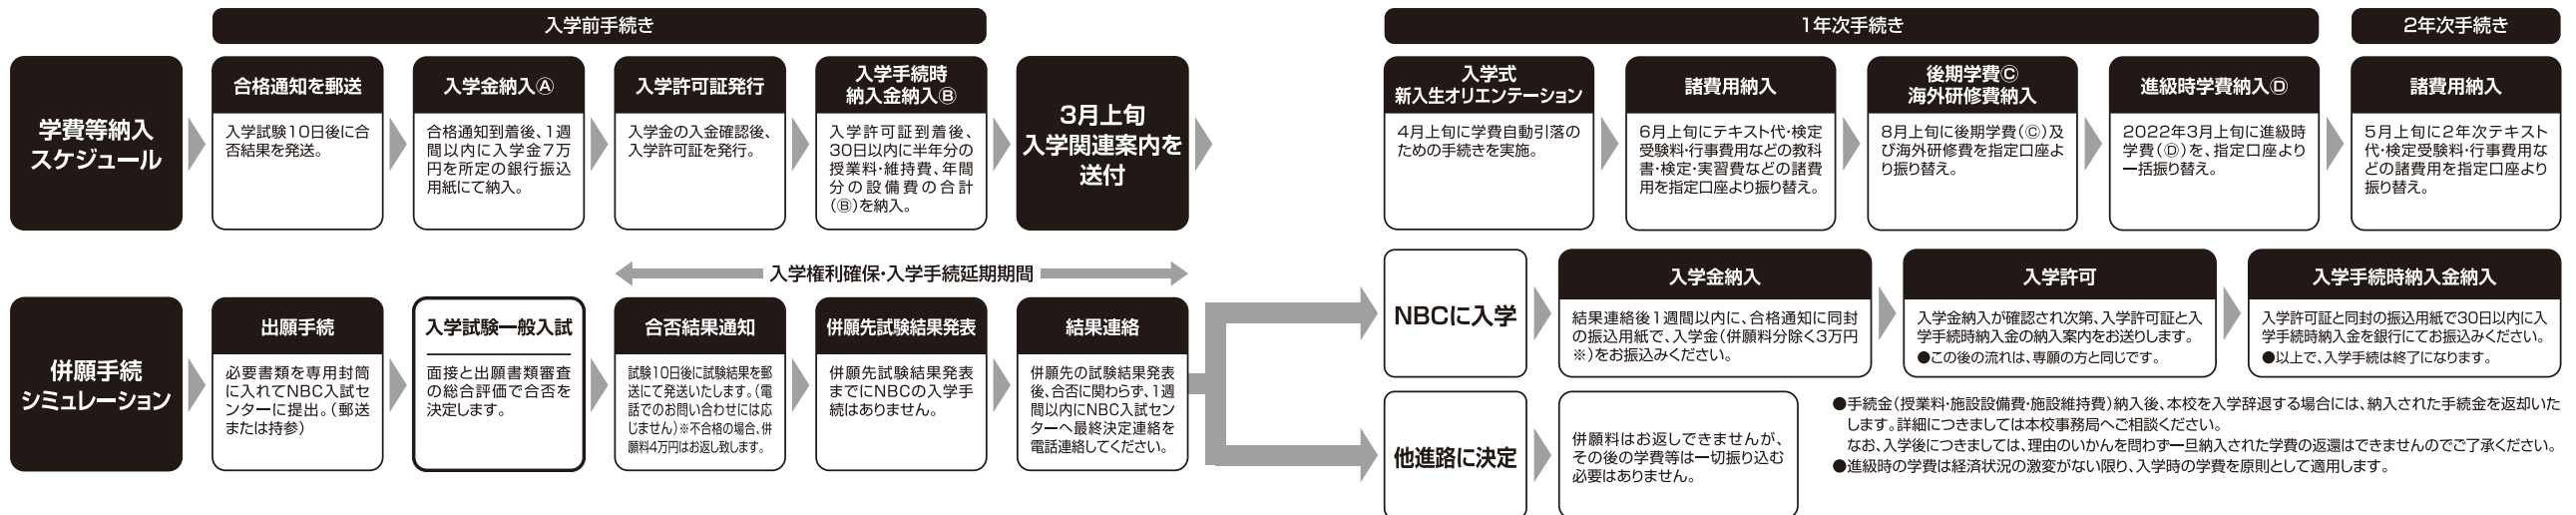 入学前手続き
1年次手続き
2年次手続き
学費等納入
スケジュール
合格通知を郵送
入学試験10日後に合
否結果を発送。
入学金納入Ⓐ
合格通知到着後、1週
間以内に入学金7万
円を所定の銀行振込
用紙にて納入。
入学許可証発行
入学金の入金確認後、
入学許可証を発行。
入学手続時
納入金納入Ⓑ
入学許可証到着後、
30日以内に半年分の
授業料・維持費、年間
分の設備費の合計
（Ⓑ）を納入。
3月上旬
入学関連案内を
送付
入学式
新入生オリエンテーション
4月上旬に学費自動引落の
ための手続きを実施。
諸費用納入
6月上旬にテキスト代・検定
受験料・行事費用などの教科
書・検定・実習費などの諸費
用を指定口座より振り替え。
後期学費Ⓒ
海外研修費納入
8月上旬に後期学費（Ⓒ）及
び海外研修費を指定口座よ
り振り替え。
進級時学費納入Ⓓ
2022年3月上旬に進級時
学費（Ⓓ）を、指定口座より
一括振り替え。
諸費用納入
5月上旬に2年次テキスト
代・検定受験料・行事費用な
どの諸費用を指定口座より
振り替え。
入学権利確保・入学手続延期期間
併願手続
シミュレーション
出願手続
必要書類を専用封筒
に入れてNBC入試セ
ンターに提出。（郵送
または持参）
入学試験一般入試
面接と出願書類審査
の総合評価で合否を
決定します。
合否結果通知
試験10日後に試験結果を郵
送にて発送いたします。（電
話でのお問い合わせには応
じません）※不合格の場合、併
願料4万円はお返し致します。
併願先試験結果発表
併願先試験結果発表
までにNBCの入学手
続はありません。
結果連絡
併願先の試験結果発表
後、合否に関わらず、1週
間以内にNBC入試セン
ターへ最終決定連絡を
電話連絡してください。
NBCに入学
入学金納入
結果連絡後1週間以内に、合格通知に同封
の振込用紙で、入学金（併願料分除く3万円
※）をお振込みください。
入学許可
入学金納入が確認され次第、入学許可証と入
学手続時納入金の納入案内をお送りします。
●この後の流れは、専願の方と同じです。
入学手続時納入金納入
入学許可証と同封の振込用紙で30日以内に入
学手続時納入金を銀行にてお振込みください。
●以上で、入学手続は終了になります。
他進路に決定
併願料はお返しできませんが、
その後の学費等は一切振り込む
必要はありません。
●手続金（授業料・施設設備費・施設維持費）納入後、本校を入学辞退する場合には、納入された手続金を返却いた
します。詳細につきましては本校事務局へご相談ください。
なお、入学後につきましては、理由のいかんを問わず一旦納入された学費の返還はできませんのでご了承ください。
●進級時の学費は経済状況の激変がない限り、入学時の学費を原則として適用します。